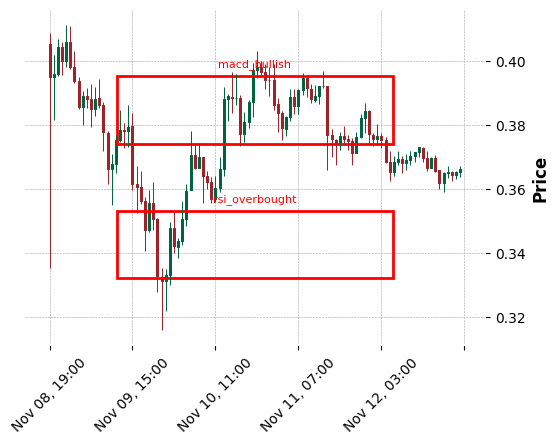 macd_bullish
rsi_overbought
0.40
0.38
0.36
0.34
0.32
Price
Nov 08, 19:00
Nov 09, 15:00
Nov 10, 11:00
Nov 11, 07:00
Nov 12, 03:00